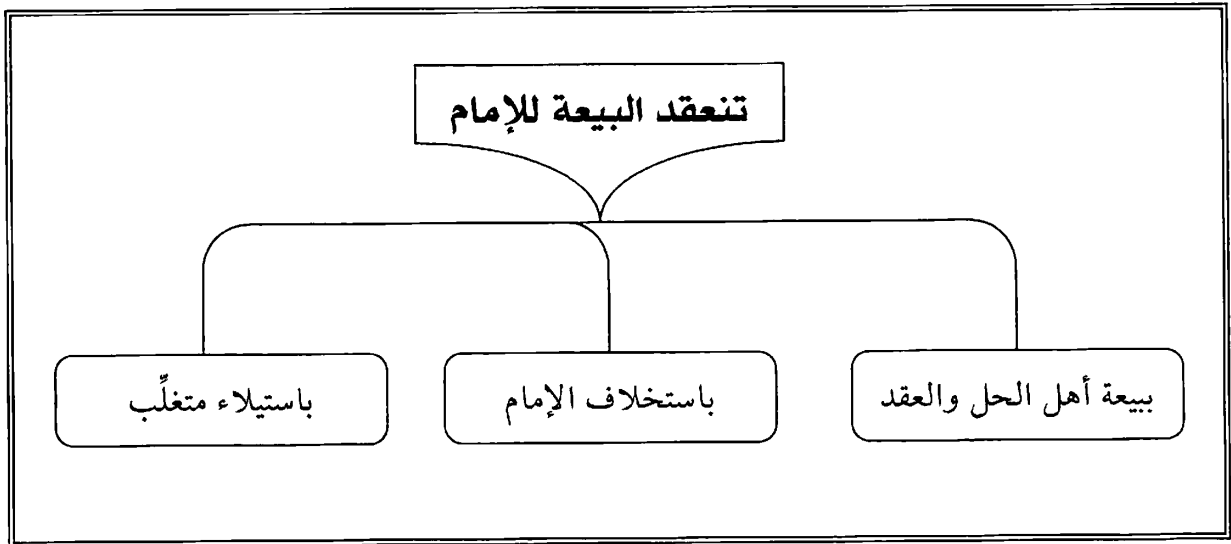 تنعقد البيعة للإمام
ببيعة أهل الحل والعقد
باستخلاف الإمام
باستيلاء متغلِّب